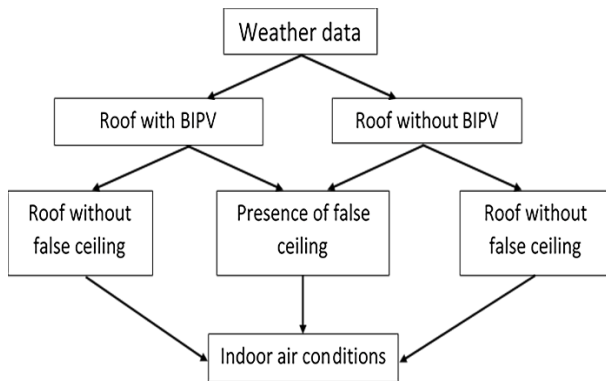 Weather data
Roof with BIPV
Roof without BIPV
Roof without
false ceiling
Presence of false
ceiling
Roof without
false ceiling
Indoor air conditions